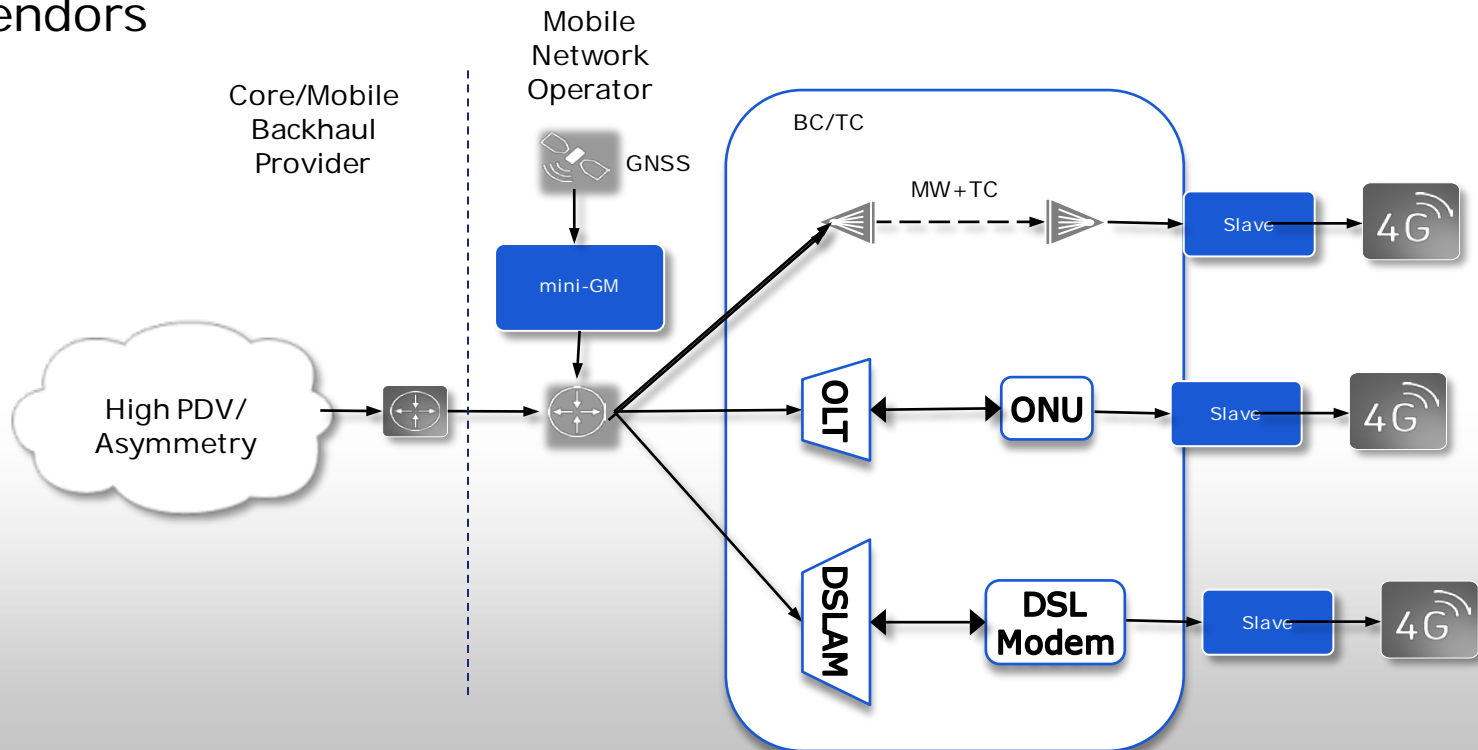 endors
Mobile
Network
Operator
Core/Mobile
Backhaul
Provider
GNSS
BC/TC
MW+TC
Slave
4G
mini-GM
High PDV/
Asymmetry
OLT
ONU
Slave
4G
DSLAM
DSL
Modem
Slave
4G